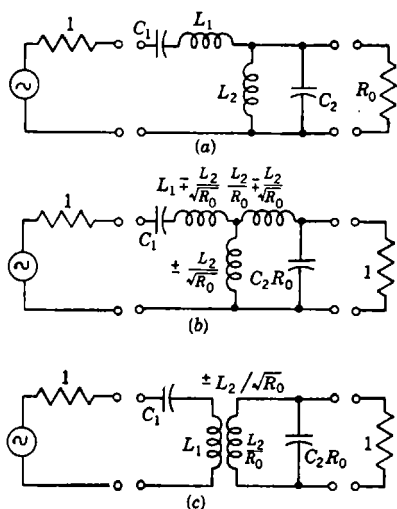 1
C₁
L₁
L₂
C₂
R₀
(a)
L₁ ∓ L₂/√R₀
L₂/R₀ ∓ L₂/√R₀
1
C₁
± L₂/√R₀
C₂R₀
1
(b)
± L₂/√R₀
1
C₁
L₁
L₂/R₀
C₂R₀
1
(c)